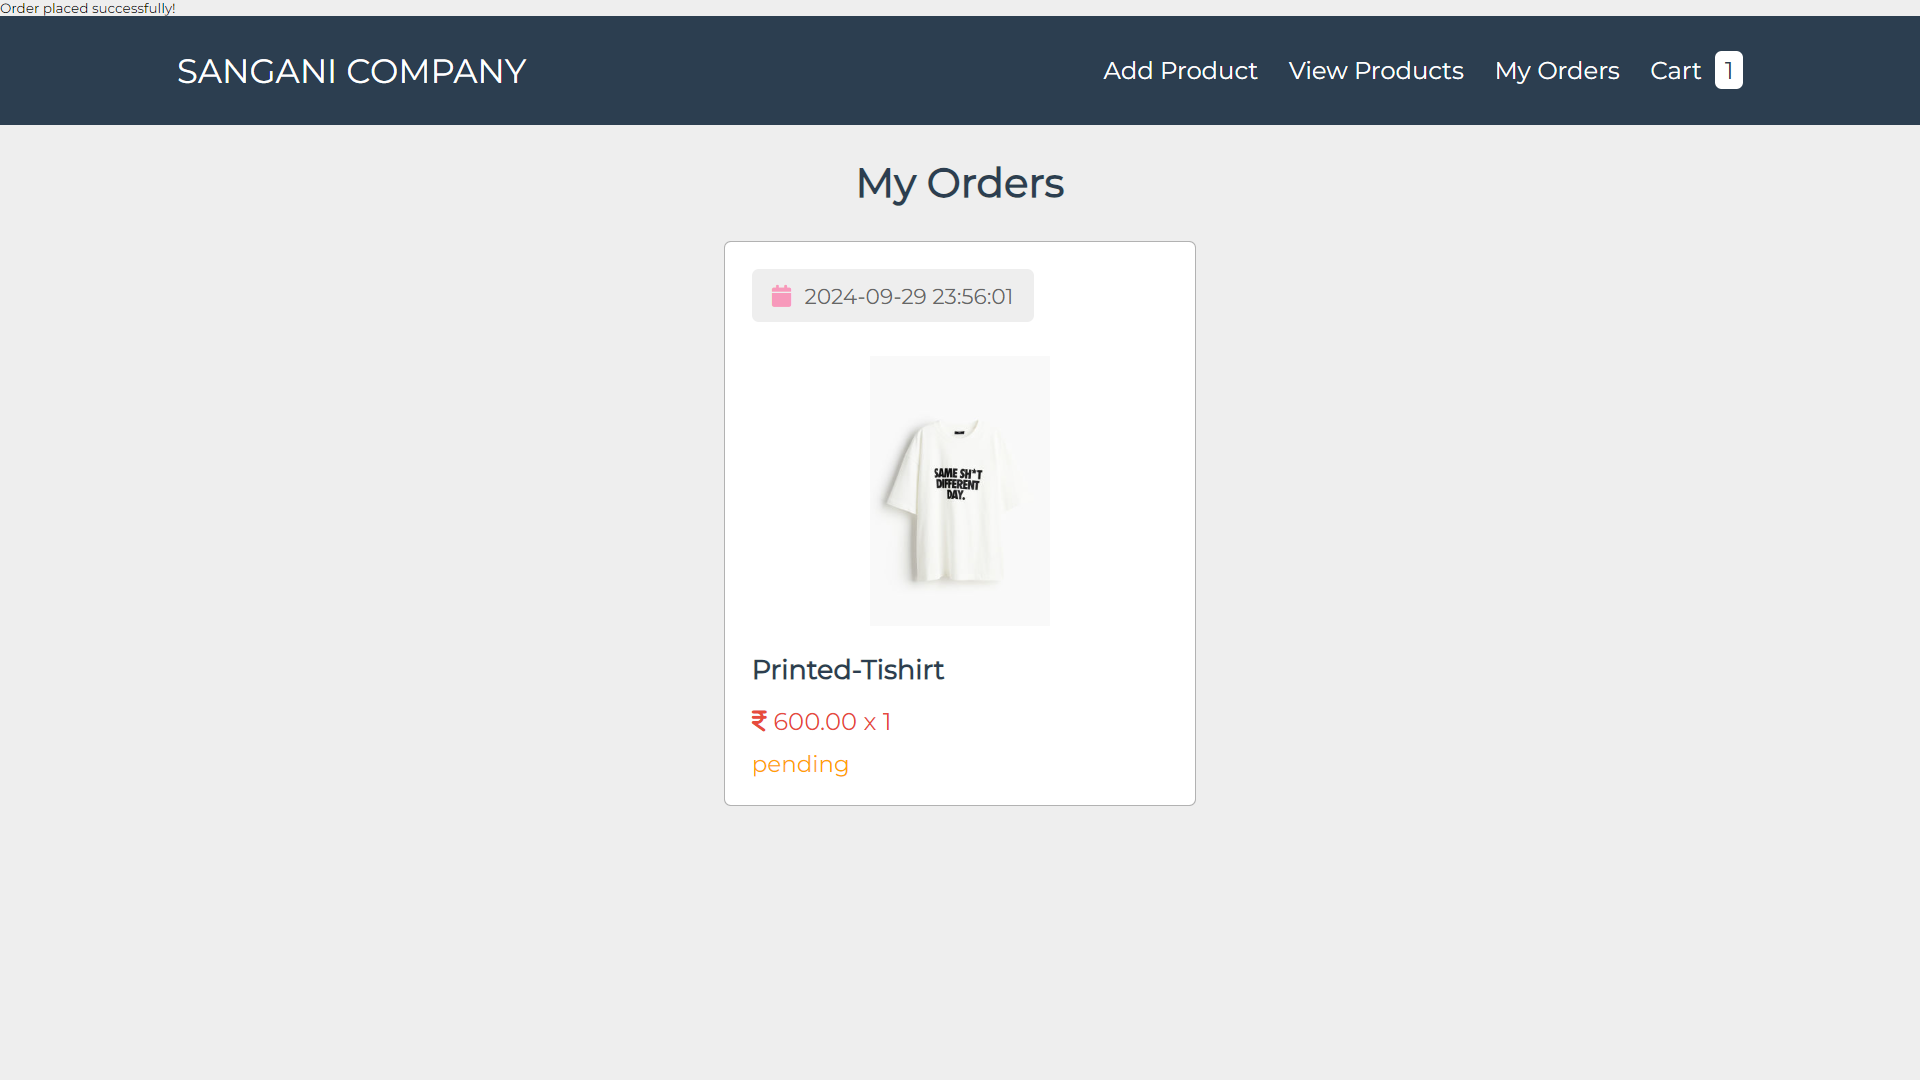 Order placed successfully!
SANGANI COMPANY
Add Product
View Products
My Orders
Cart 1
My Orders
2024-09-29 23:56:01
SAME SH*T
DIFFERENT
DAY.
Printed-Tishirt
₹ 600.00 x 1
pending